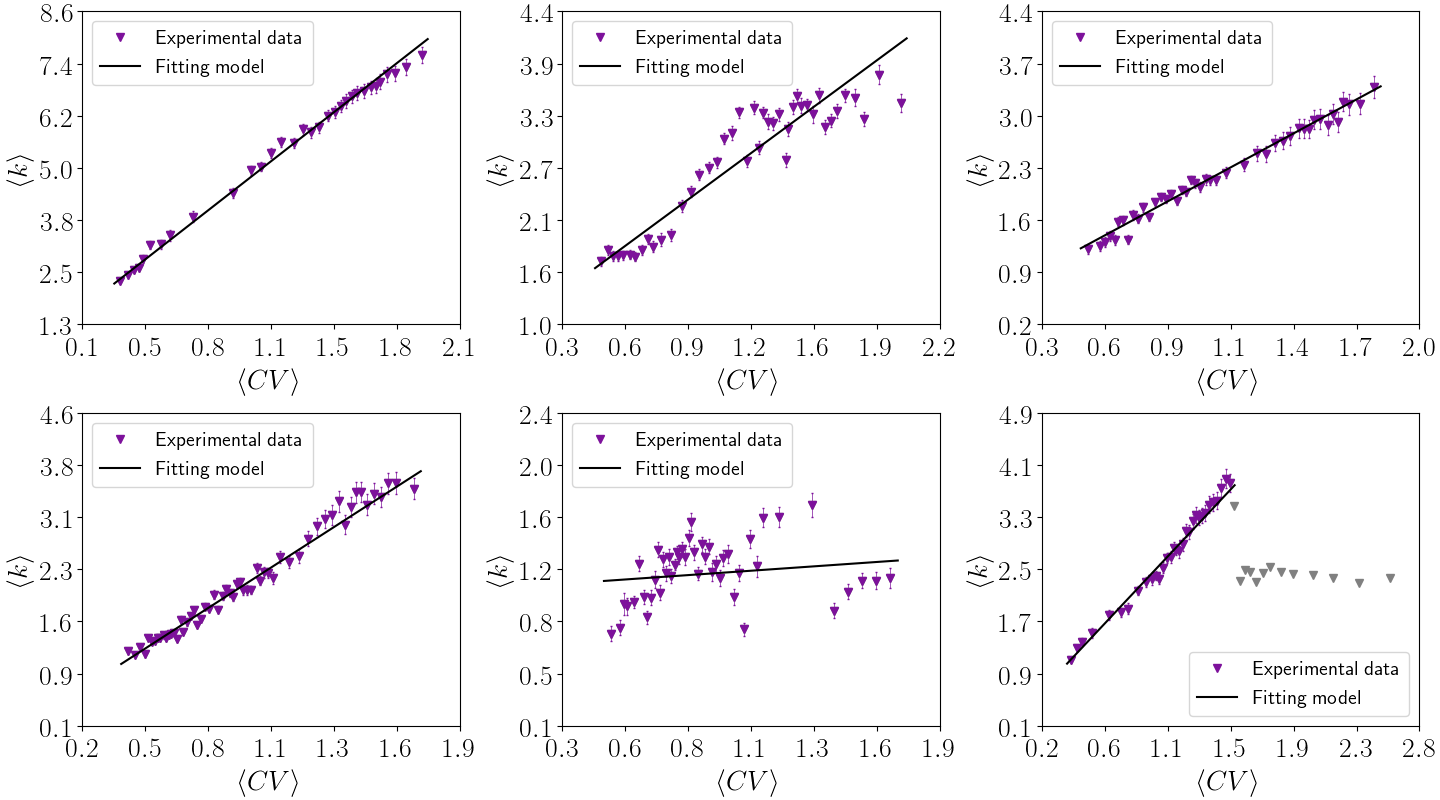 8.6
7.4
6.2
5.0
3.8
2.5
1.3
⟨k⟩
Experimental data
Fitting model
0.1 0.5 0.8 1.1 1.5 1.8 2.1
⟨CV⟩
4.4
3.9
3.3
2.7
2.1
1.6
1.0
⟨k⟩
Experimental data
Fitting model
0.3 0.6 0.9 1.2 1.6 1.9 2.2
⟨CV⟩
4.4
3.7
3.0
2.3
1.6
0.9
0.2
⟨k⟩
Experimental data
Fitting model
0.3 0.6 0.9 1.1 1.4 1.7 2.0
⟨CV⟩
4.6
3.8
3.1
2.3
1.6
0.9
0.1
⟨k⟩
Experimental data
Fitting model
0.2 0.5 0.8 1.1 1.3 1.6 1.9
⟨CV⟩
2.4
2.0
1.6
1.2
0.8
0.5
0.1
⟨k⟩
Experimental data
Fitting model
0.3 0.6 0.8 1.1 1.3 1.6 1.9
⟨CV⟩
4.9
4.1
3.3
2.5
1.7
0.9
0.1
⟨k⟩
Experimental data
Fitting model
0.2 0.6 1.1 1.5 1.9 2.3 2.8
⟨CV⟩